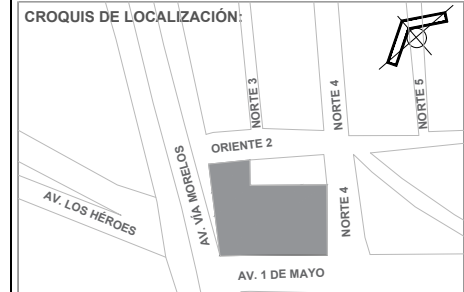 CROQUIS DE LOCALIZACIÓN:
NORTE 3
NORTE 4
NORTE 5
ORIENTE 2
AV. VÍA MORELOS
AV. LOS HÉROES
NORTE 4
AV. 1 DE MAYO